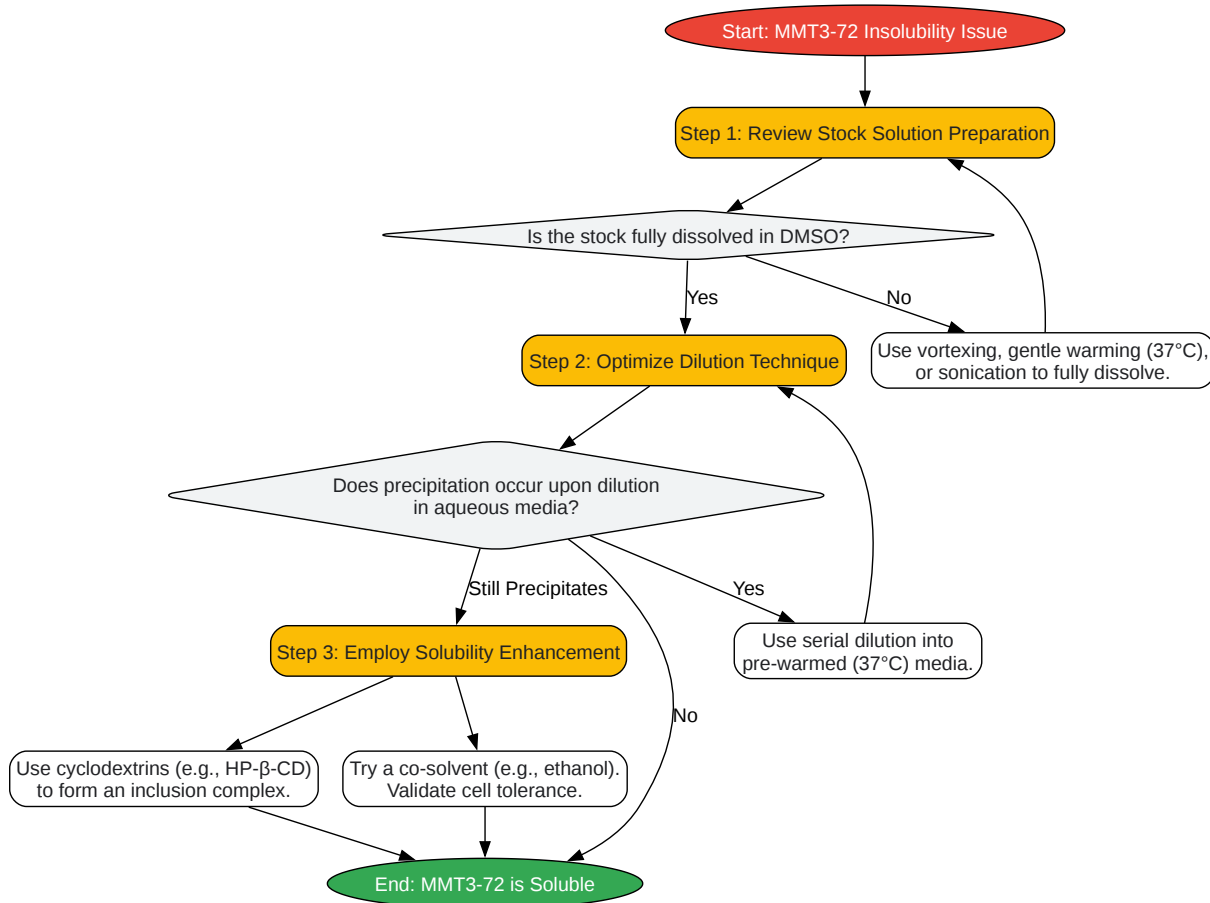 Start: MMT3-72 Insolubility Issue
Step 1: Review Stock Solution Preparation
Is the stock fully dissolved in DMSO?
Yes
No
Step 2: Optimize Dilution Technique
Use vortexing, gentle warming (37°C),
or sonication to fully dissolve.
Does precipitation occur upon dilution
in aqueous media?
Still Precipitates
Yes
Step 3: Employ Solubility Enhancement
Use serial dilution into
pre-warmed (37°C) media.
No
Use cyclodextrins (e.g., HP-β-CD)
to form an inclusion complex.
Try a co-solvent (e.g., ethanol).
Validate cell tolerance.
End: MMT3-72 is Soluble